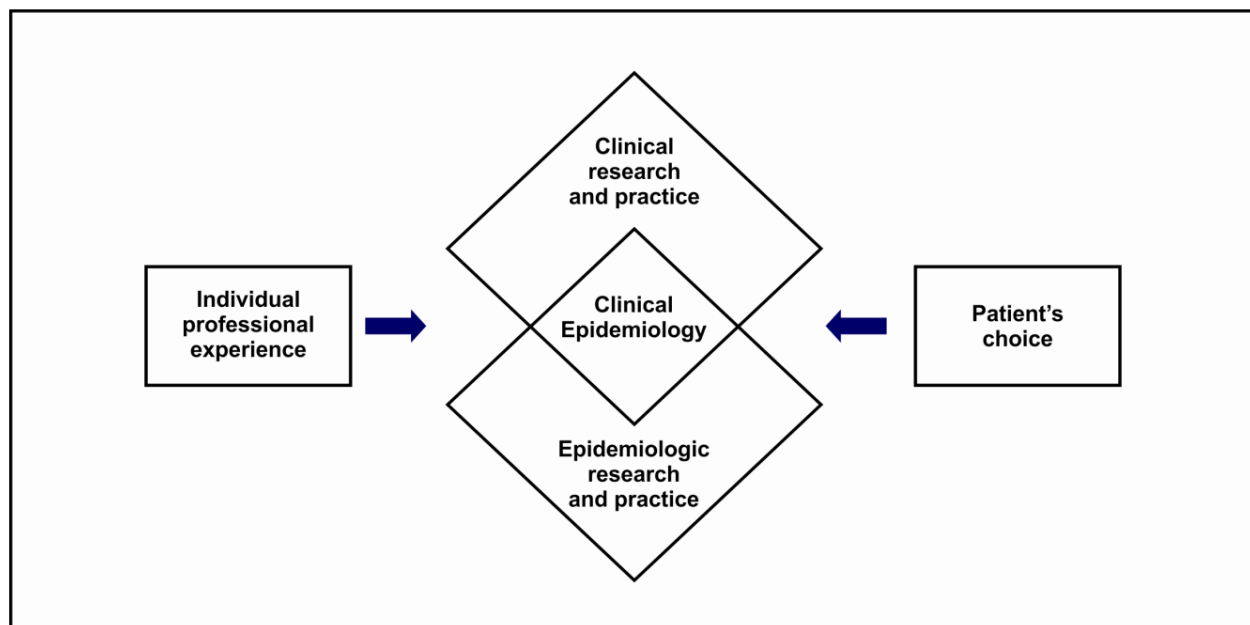 Clinical
research
and practice
Individual
professional
experience
Clinical
Epidemiology
Patient’s
choice
Epidemiologic
research
and practice